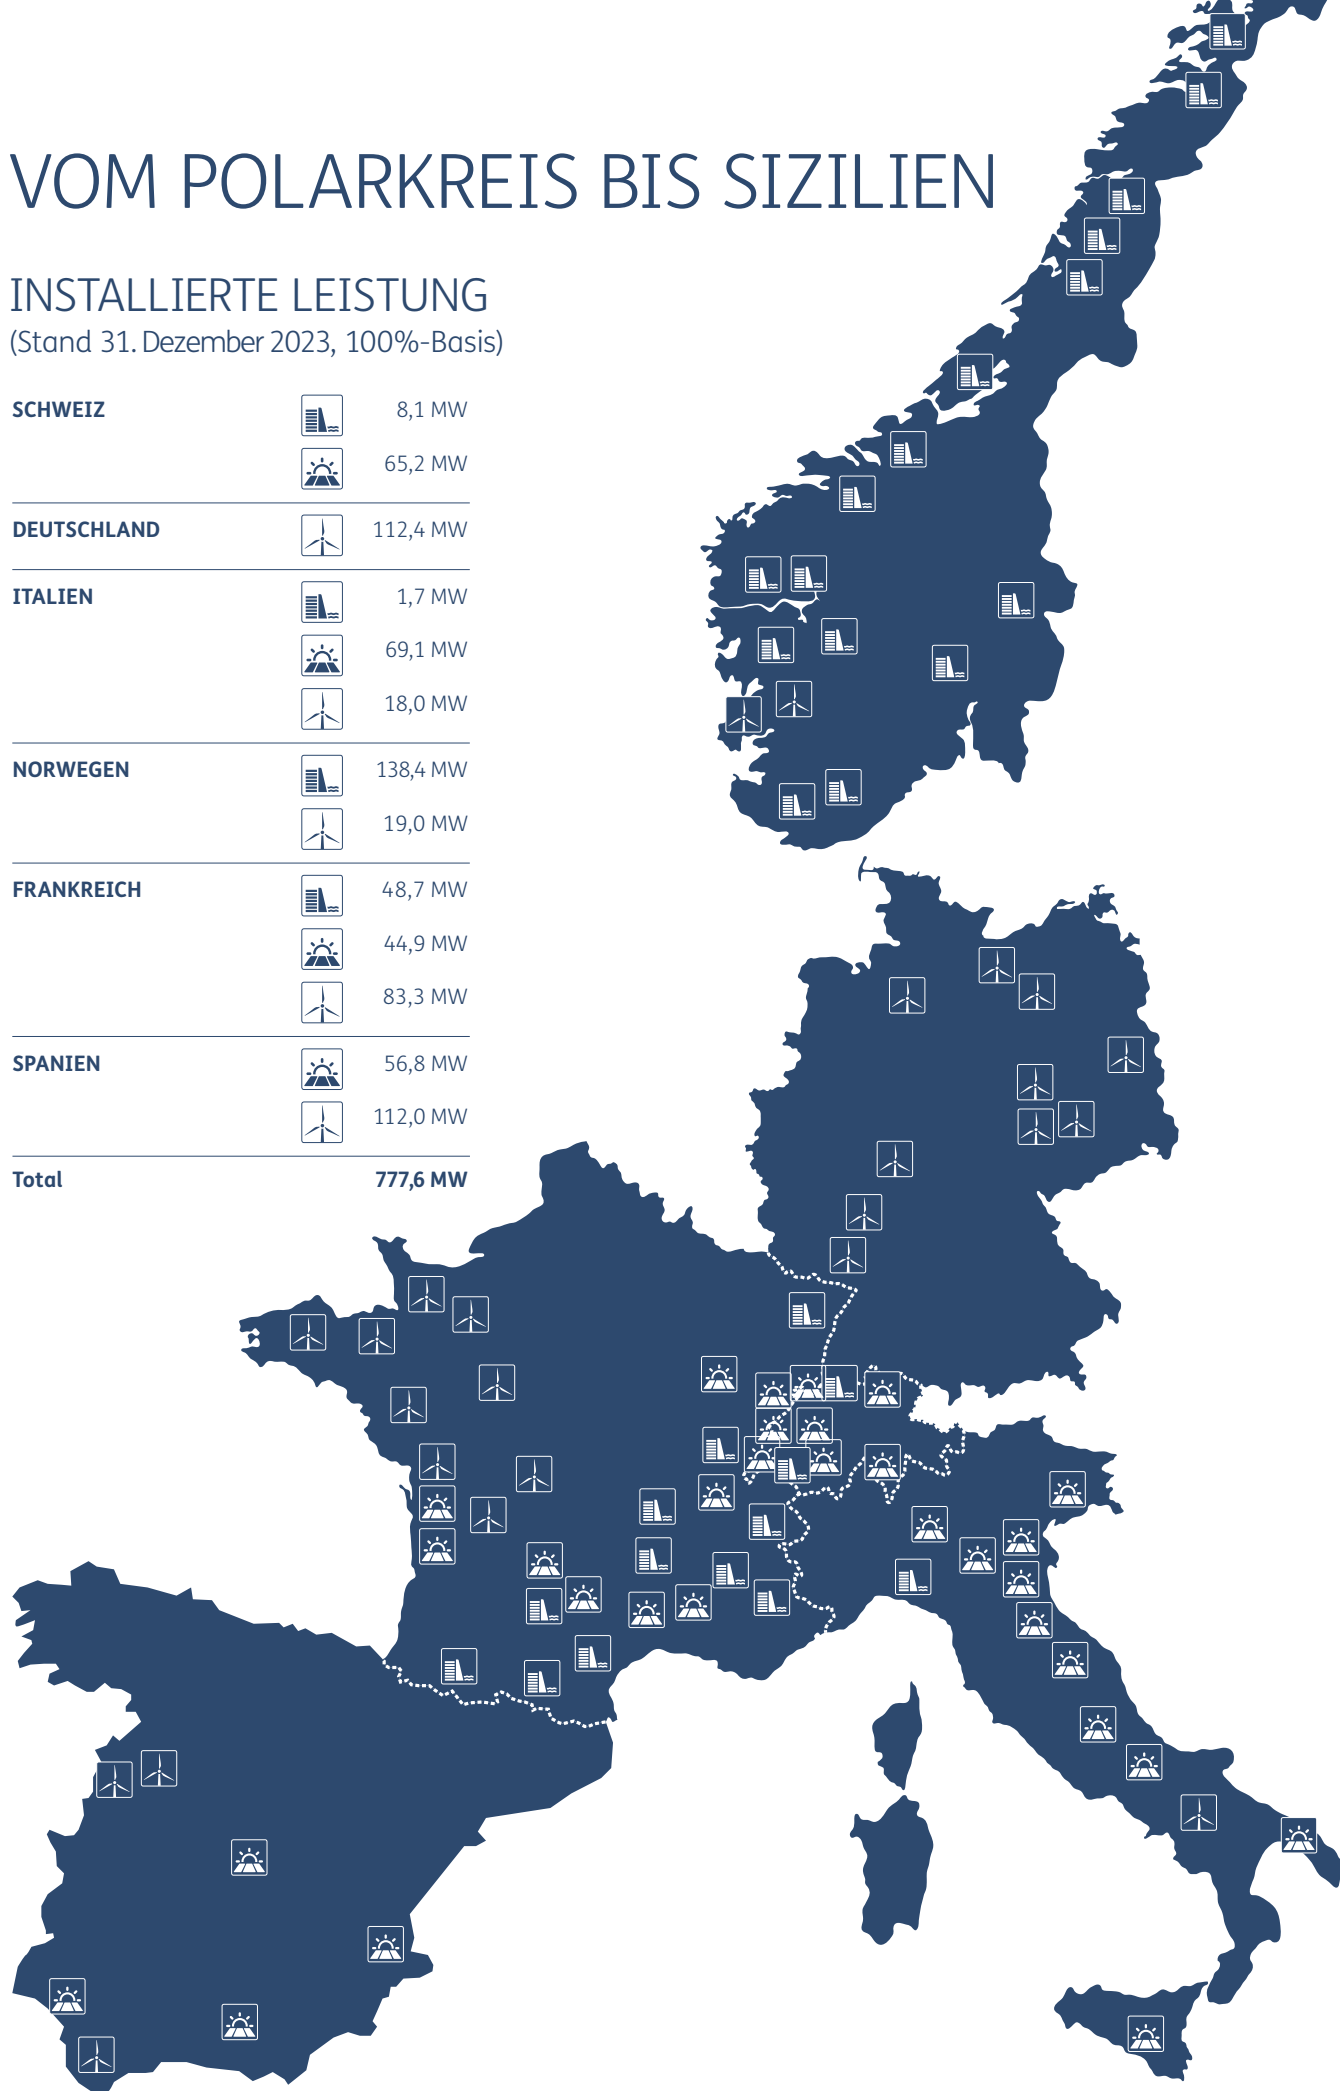 VOM POLARKREIS BIS SIZILIEN
INSTALLIERTE LEISTUNG
(Stand 31. Dezember 2023, 100%-Basis)
SCHWEIZ 8,1 MW
65,2 MW
DEUTSCHLAND 112,4 MW
ITALIEN 1,7 MW
69,1 MW
18,0 MW
NORWEGEN 138,4 MW
19,0 MW
FRANKREICH 48,7 MW
44,9 MW
83,3 MW
SPANIEN 56,8 MW
112,0 MW
Total 777,6 MW